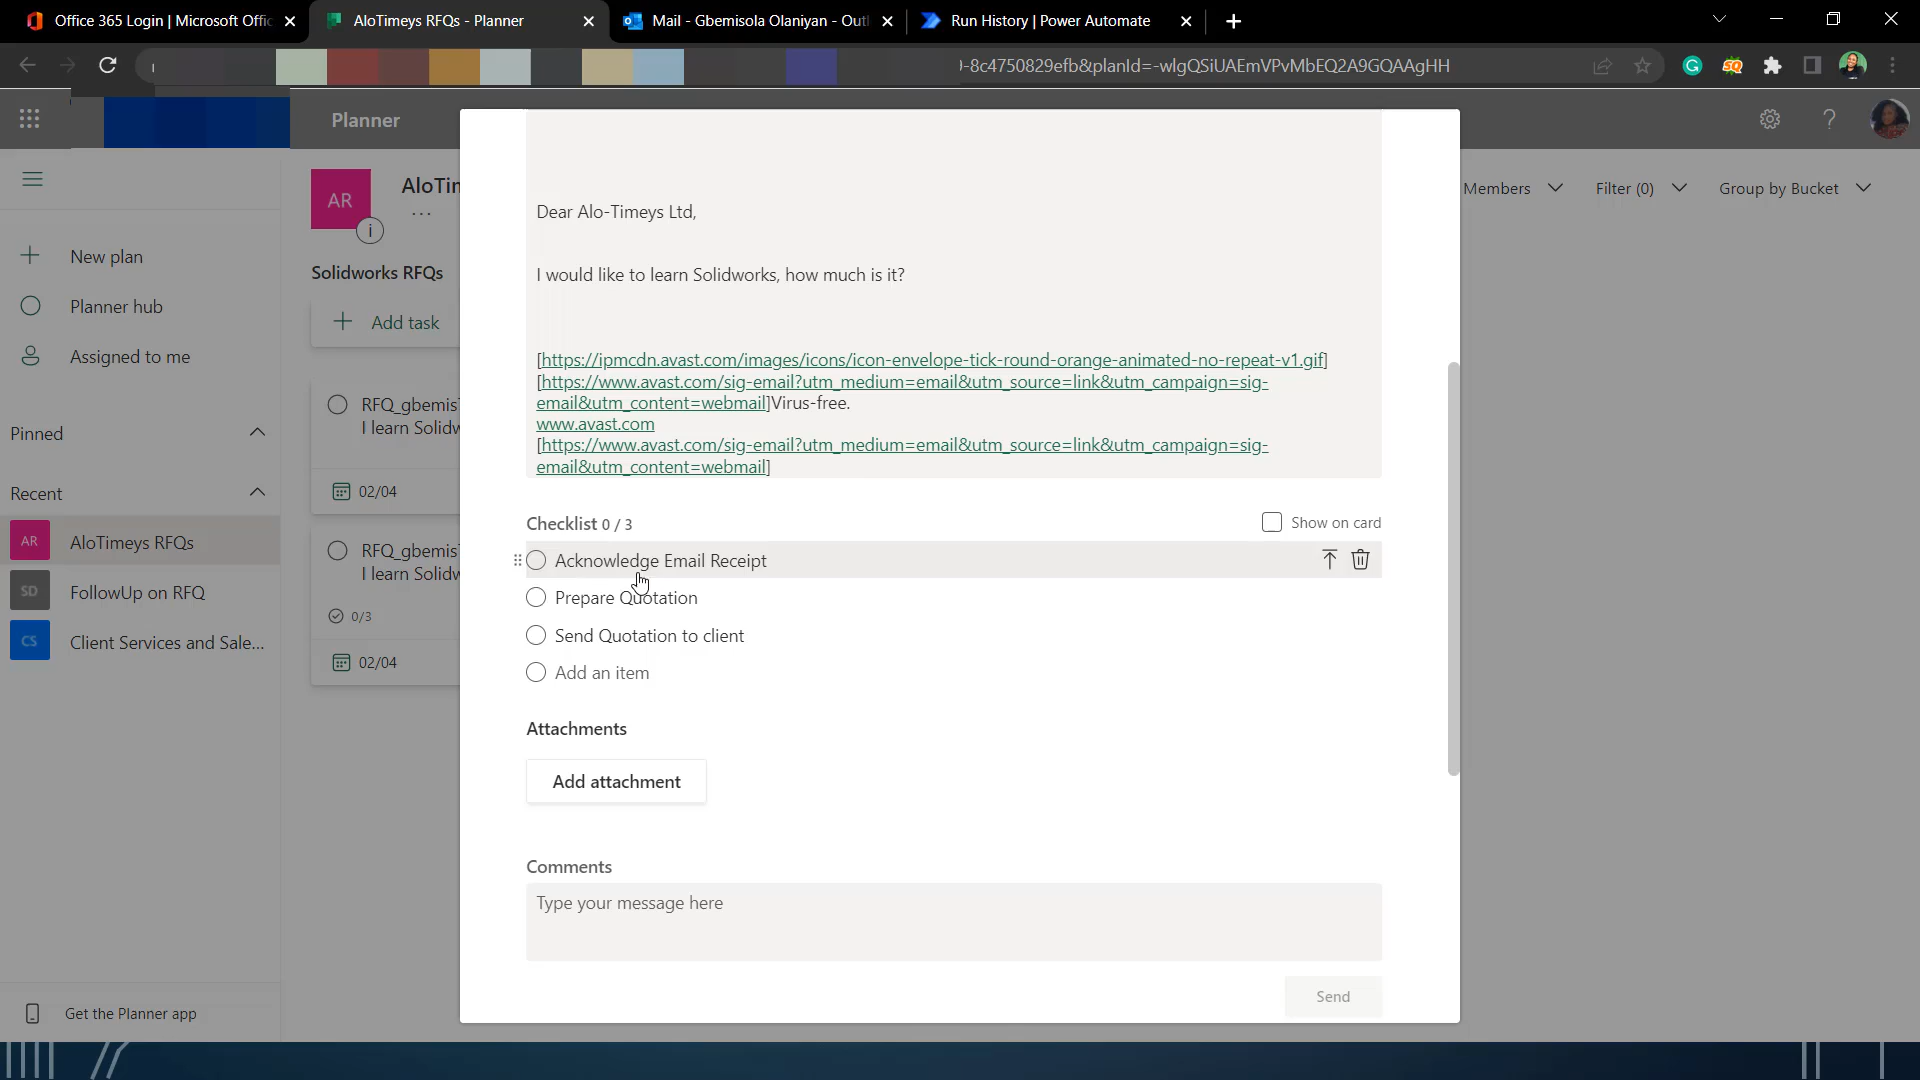 Office 365 Login | Microsoft Offic
AloTimeys RFQs - Planner
Mail - Gbemisola Olaniyan - Outl
Run History | Power Automate
)-8c4750829efb&planId=-wIgQSiUAEmVPvMbEQ2A9GQAAgHH
Planner
AR
AloTim
Members
Filter (0)
Group by Bucket
New plan
Planner hub
Assigned to me
Pinned
Recent
AR AloTimeys RFQs
SD FollowUp on RFQ
CS Client Services and Sale...
Get the Planner app
Solidworks RFQs
Add task
RFQ_gbemis
I learn Solidw
02/04
RFQ_gbemis
I learn Solidw
0/3
02/04
Dear Alo-Timeys Ltd,
I would like to learn Solidworks, how much is it?
[https://ipmcdn.avast.com/images/icons/icon-envelope-tick-round-orange-animated-no-repeat-v1.gif]
[https://www.avast.com/sig-email?utm_medium=email&utm_source=link&utm_campaign=sig-
email&utm_content=webmail]Virus-free.
www.avast.com
[https://www.avast.com/sig-email?utm_medium=email&utm_source=link&utm_campaign=sig-
email&utm_content=webmail]
Checklist 0 / 3
Show on card
Acknowledge Email Receipt
Prepare Quotation
Send Quotation to client
Add an item
Attachments
Add attachment
Comments
Type your message here
Send